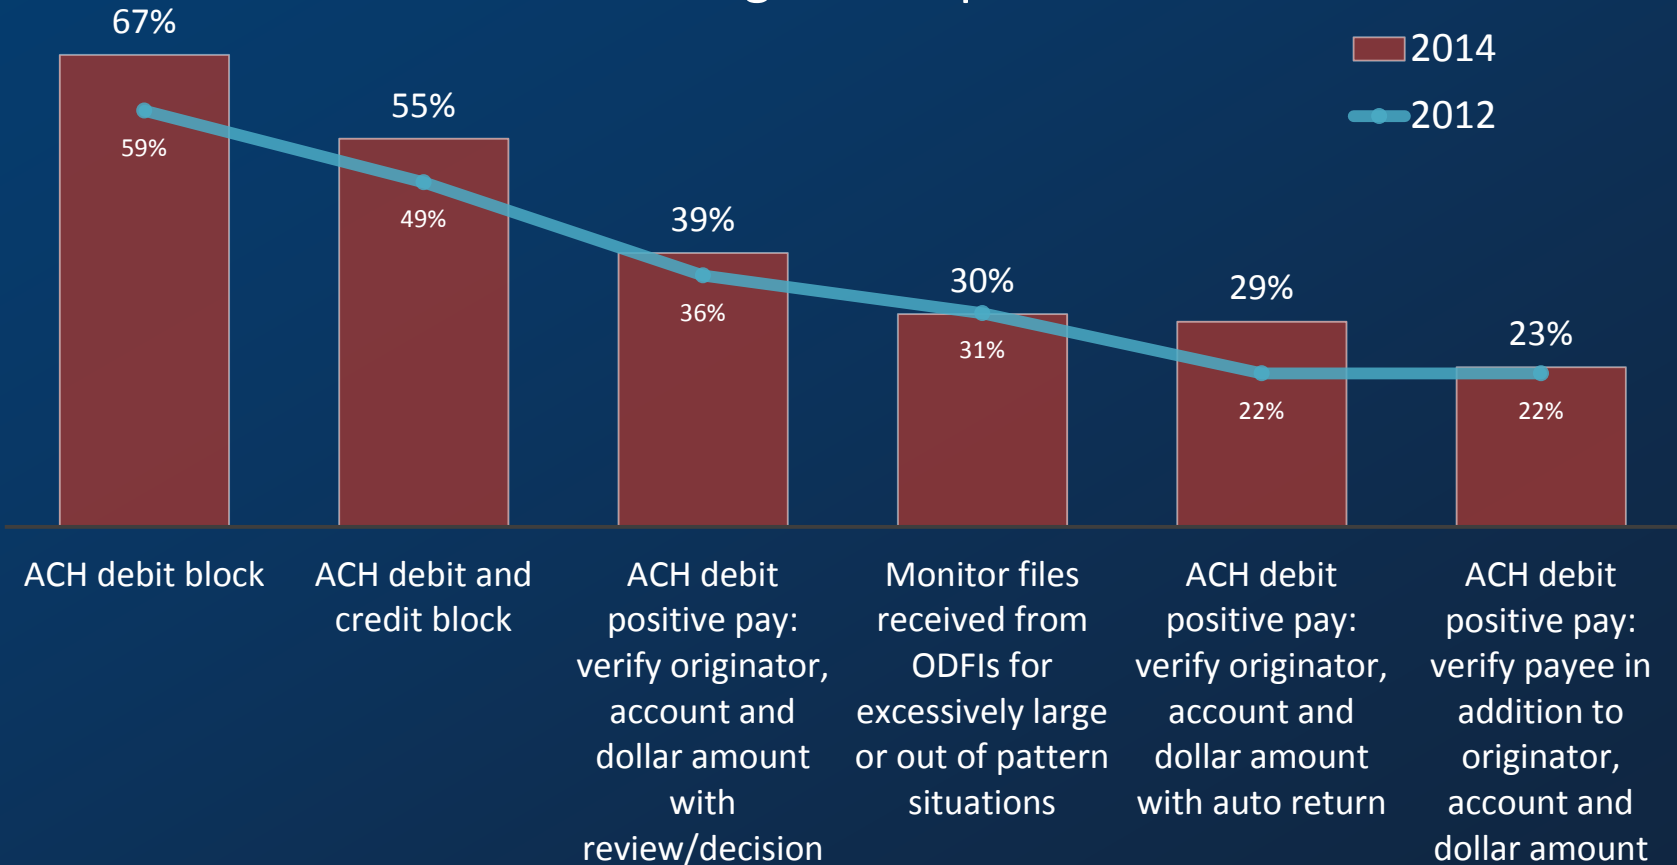 67%
2014
2012
55%
59%
49%
39%
36%
30%
31%
29%
22%
23%
22%
ACH debit block
ACH debit and
credit block
ACH debit
positive pay:
verify originator,
account and
dollar amount
with
review/decision
Monitor files
received from
ODFIs for
excessively large
or out of pattern
situations
ACH debit
positive pay:
verify originator,
account and
dollar amount
with auto return
ACH debit
positive pay:
verify payee in
addition to
originator,
account and
dollar amount